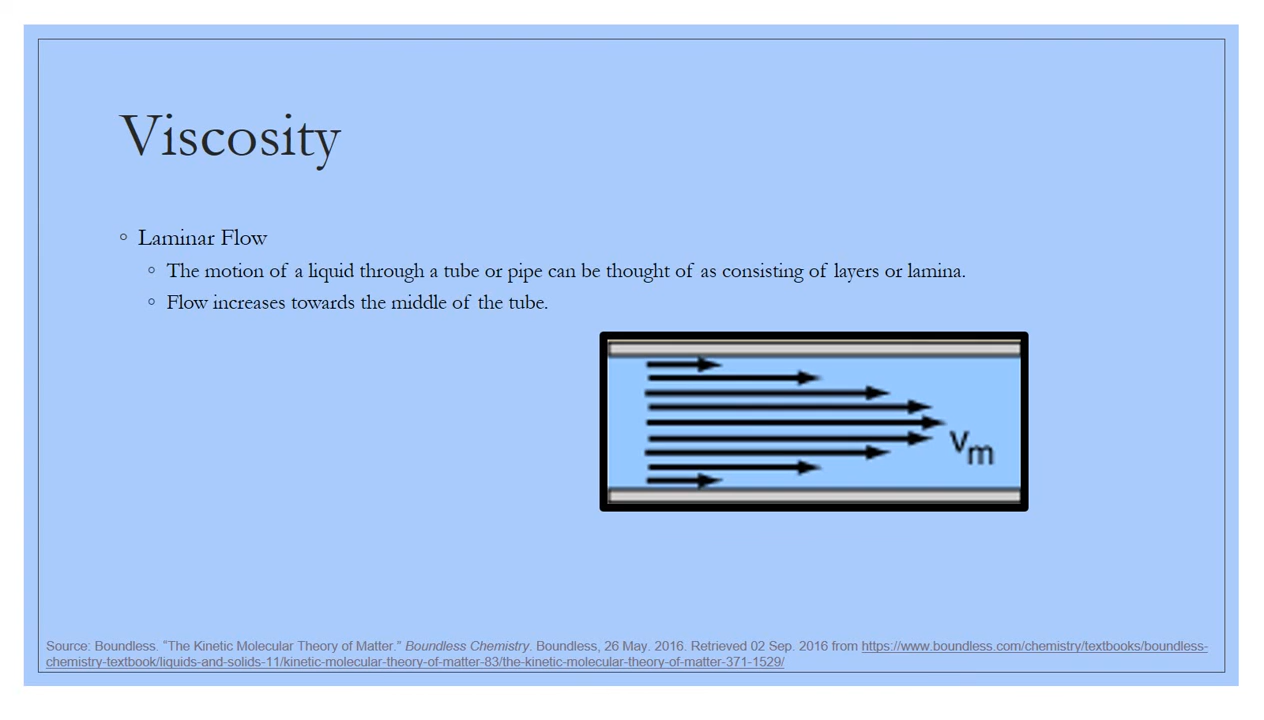 Viscosity
◦ Laminar Flow
◦ The motion of a liquid through a tube or pipe can be thought of as consisting of layers or lamina.
◦ Flow increases towards the middle of the tube.
vm
Source: Boundless. “The Kinetic Molecular Theory of Matter.” Boundless Chemistry. Boundless, 26 May. 2016. Retrieved 02 Sep. 2016 from https://www.boundless.com/chemistry/textbooks/boundless-
chemistry-textbook/liquids-and-solids-11/kinetic-molecular-theory-of-matter-83/the-kinetic-molecular-theory-of-matter-371-1529/